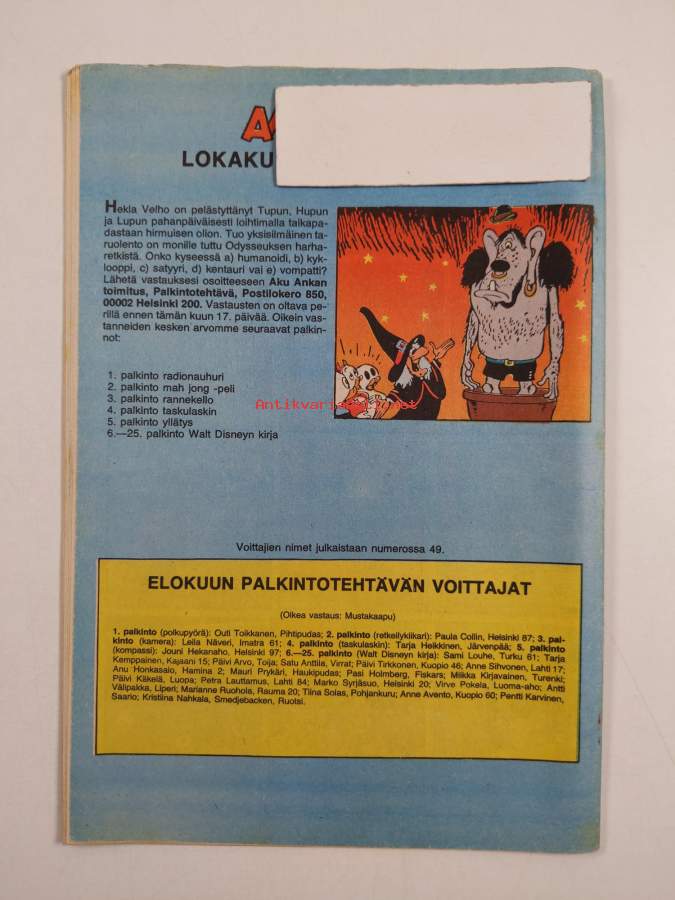 LOKAKU
Hekla Velho on pelästyttänyt Tupun, Hupun
ja Lupun pahanpäiväisesti loihtimalla taikapa-
dastaan hirmuisen olion. Tuo yksisilmäinen ta-
ruolento on monille tuttu Odysseuksen harha-
retkistä. Onko kyseessä a) humanoidi, b) kyk-
looppi, c) satyyri, d) kentauri vai e) vompatti?
Lähetä vastauksesi osoitteeseen Aku Ankan
toimitus, Palkintotehtävä, Postilokero 850,
00002 Helsinki 200. Vastausten on oltava pe-
rillä ennen tämän kuun 17. päivää. Oikein vas-
tanneiden kesken arvomme seuraavat palkin-
not:
1. palkinto radionauhuri
2. palkinto mah jong -peli
3. palkinto rannekello
4. palkinto taskulaskin
5. palkinto yllätys
6.—25. palkinto Walt Disneyn kirja
Antikvariaatti.net
Voittajien nimet julkaistaan numerossa 49.
ELOKUUN PALKINTOTEHTÄVÄN VOITTAJAT
(Oikea vastaus: Mustakaapu)
1. palkinto (polkupyörä): Outi Toikkanen, Pihtipudas; 2. palkinto (retkeilykiikari): Paula Collin, Helsinki 67; 3. pal-
kinto (kamera): Leila Näveri, Imatra 61; 4. palkinto (taskulaskin): Tarja Heikkinen, Järvenpää; 5. palkinto
(kompassi): Jouni Hekanaho, Helsinki 97; 6.—25. palkinto (Walt Disneyn kirja): Sami Louhe, Turku 61; Tarja
Kemppainen, Kajaani 15; Päivi Arvo, Toija; Satu Anttila, Virrat; Päivi Tirkkonen, Kuopio 46; Anne Sihvonen, Lahti 17;
Anu Honkasalo, Hamina 2; Mauri Prykäri, Haukipudas; Pasi Holmberg, Fiskars; Miikka Kirjavainen, Turenki;
Päivi Käkelä, Luopa; Petra Lauttamus, Lahti 84; Marko Syrjäsuo, Helsinki 20; Virve Pokela, Luoma-aho; Antti
Välipakka, Liperi; Marianne Ruohola, Rauma 20; Tiina Solas, Pohjankuru; Anne Avento, Kuopio 60; Pentti Karvinen,
Saario; Kristiina Nahkala, Smedjebacken, Ruotsi.